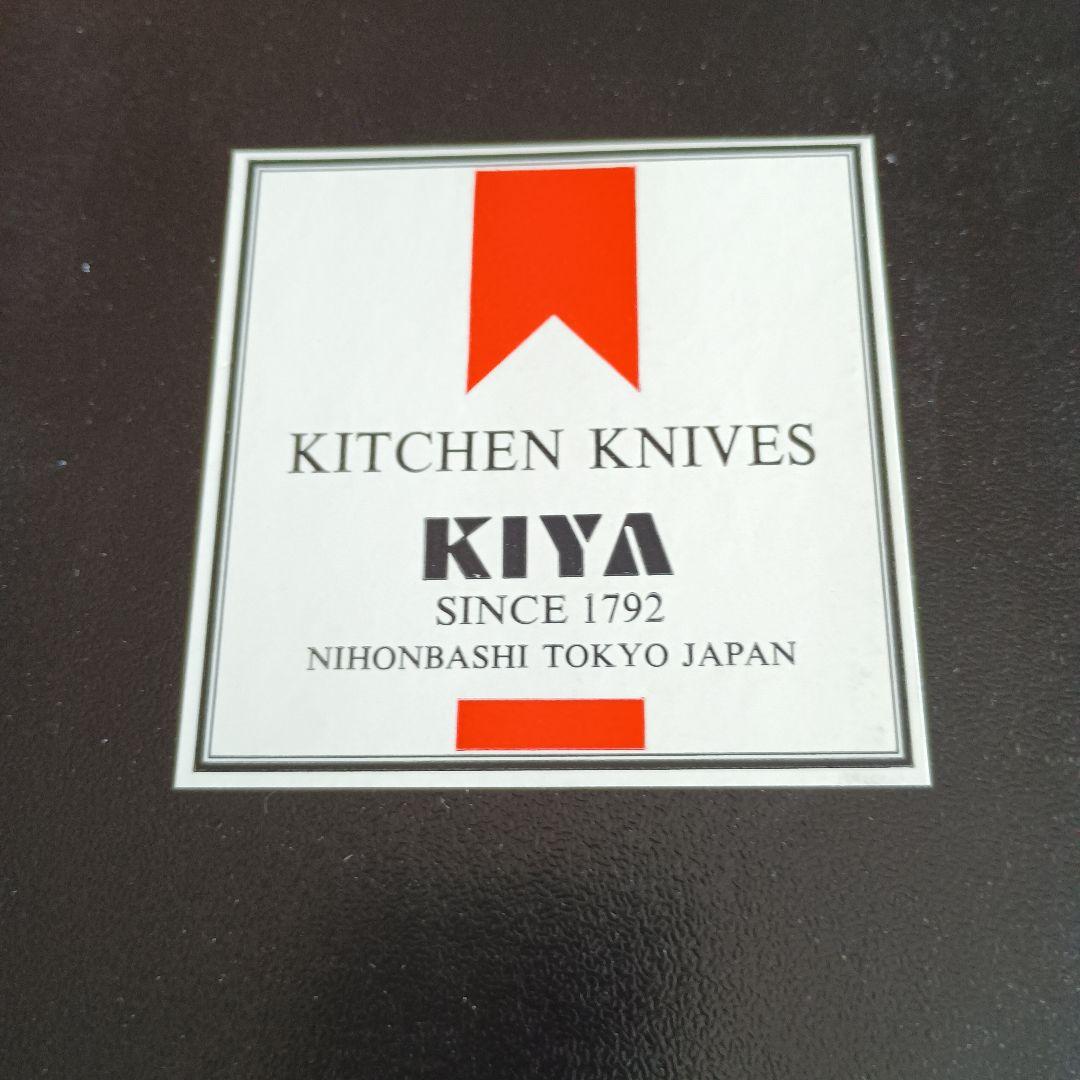 KITCHEN KNIVES
KIYA
SINCE 1792
NIHONBASHI TOKYO JAPAN